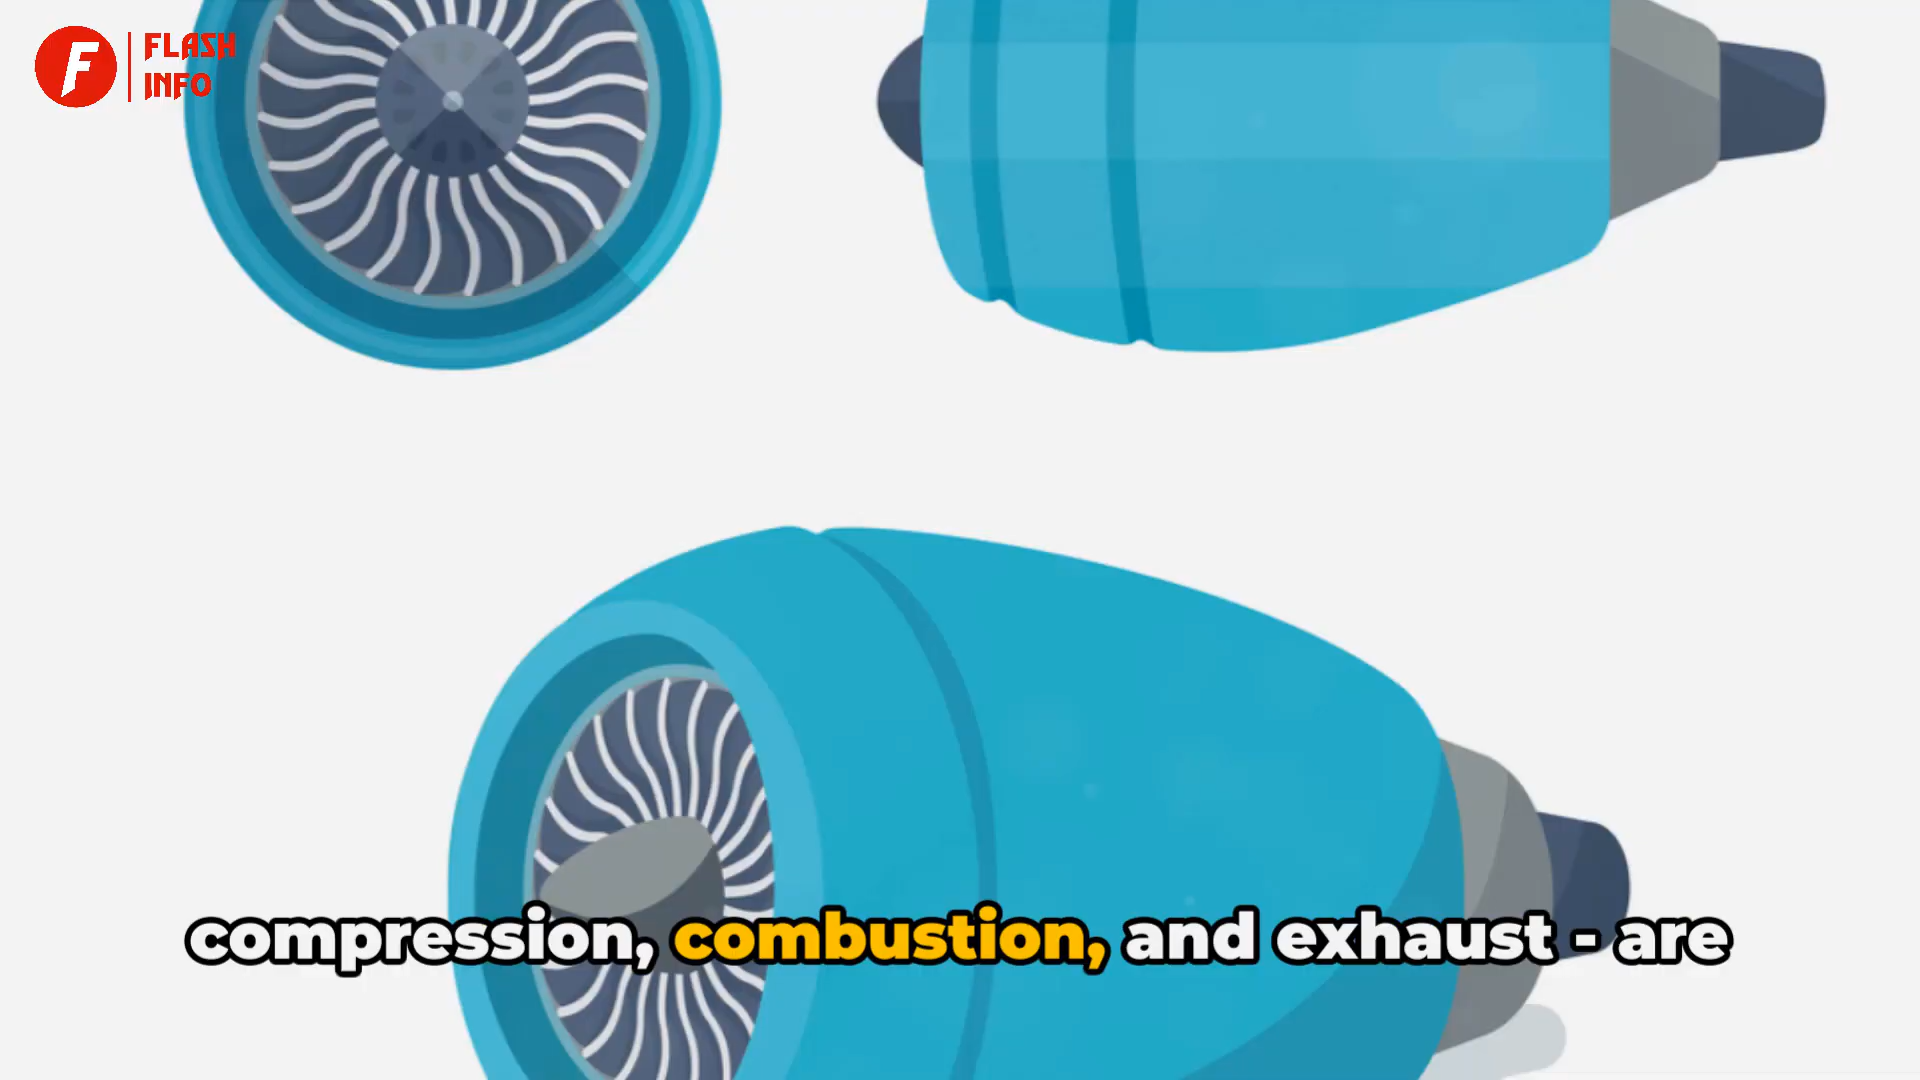 F
FLASH
INFO
compression, combustion, and exhaust - are